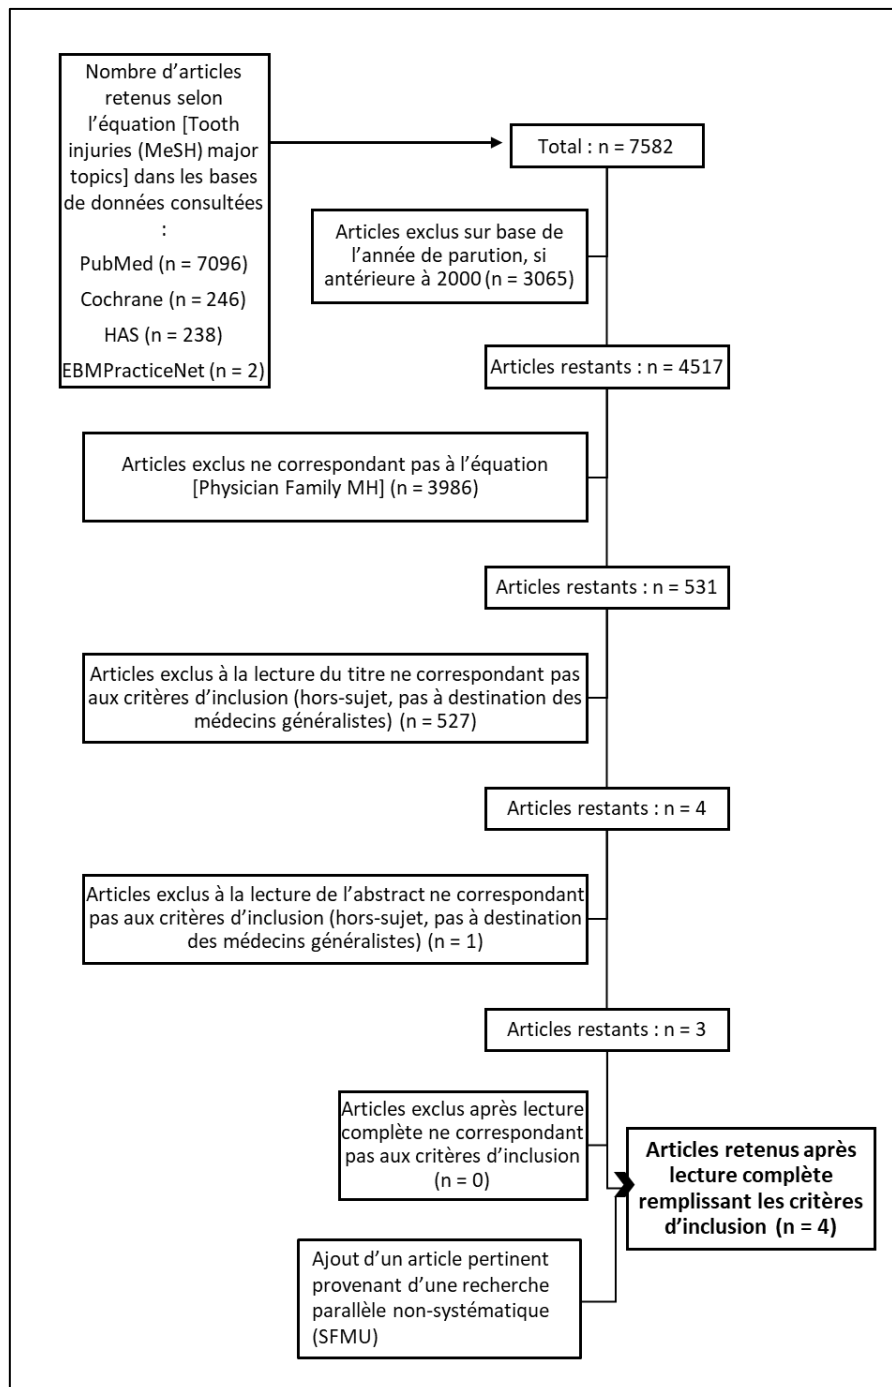 Nombre d’articles
retenus selon
l’équation [Tooth
injuries (MeSH) major
topics] dans les bases
de données consultées
:
PubMed (n = 7096)
Cochrane (n = 246)
HAS (n = 238)
EBMPracticeNet (n = 2)
Total : n = 7582
Articles exclus sur base de
l’année de parution, si
antérieure à 2000 (n = 3065)
Articles restants : n = 4517
Articles exclus ne correspondant pas à l’équation
[Physician Family MH] (n = 3986)
Articles restants : n = 531
Articles exclus à la lecture du titre ne correspondant pas
aux critères d’inclusion (hors-sujet, pas à destination des
médecins généralistes) (n = 527)
Articles restants : n = 4
Articles exclus à la lecture de l’abstract ne correspondant
pas aux critères d’inclusion (hors-sujet, pas à destination
des médecins généralistes) (n = 1)
Articles restants : n = 3
Articles exclus après lecture
complète ne correspondant
pas aux critères d’inclusion
(n = 0)
Articles retenus après
lecture complète
remplissant les critères
d’inclusion (n = 4)
Ajout d’un article pertinent
provenant d’une recherche
parallèle non-systématique
(SFMU)